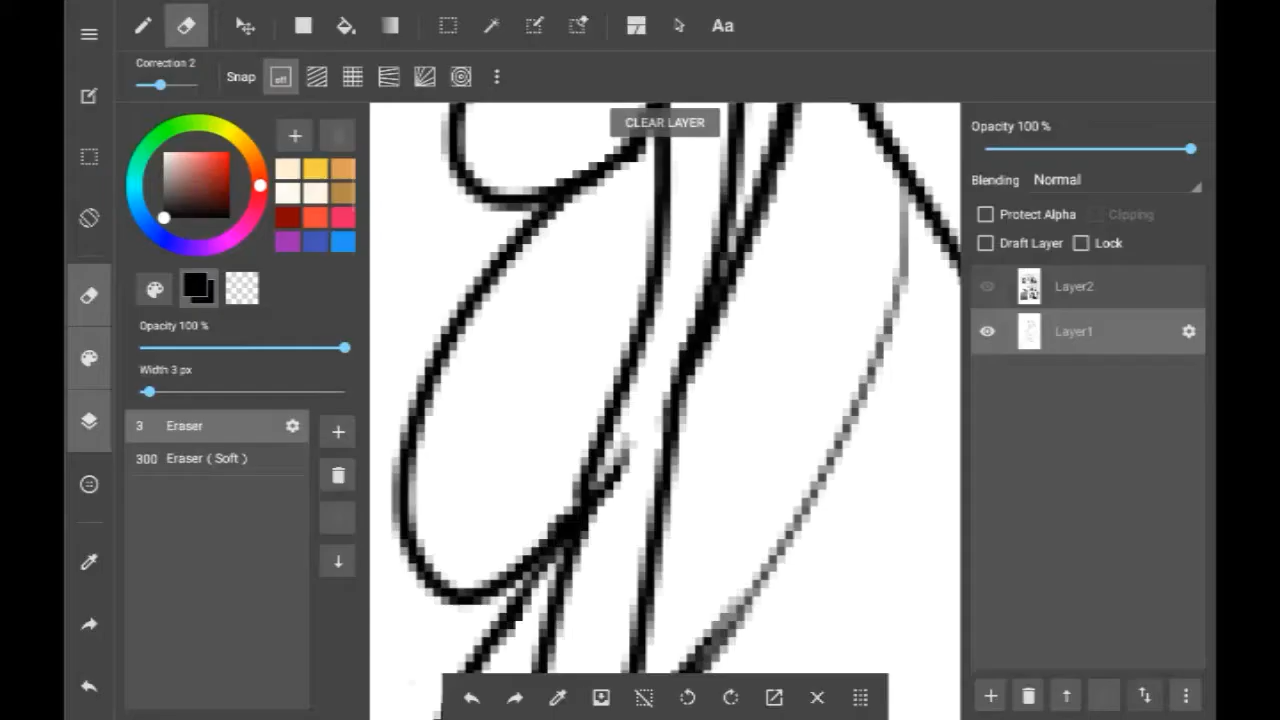 Aa
Correction 2
Snap
off
CLEAR LAYER
Opacity 100 %
Blending Normal
Protect Alpha
Clipping
Draft Layer
Lock
Layer2
Layer1
Opacity 100 %
Width 3 px
3 Eraser
300 Eraser ( Soft )